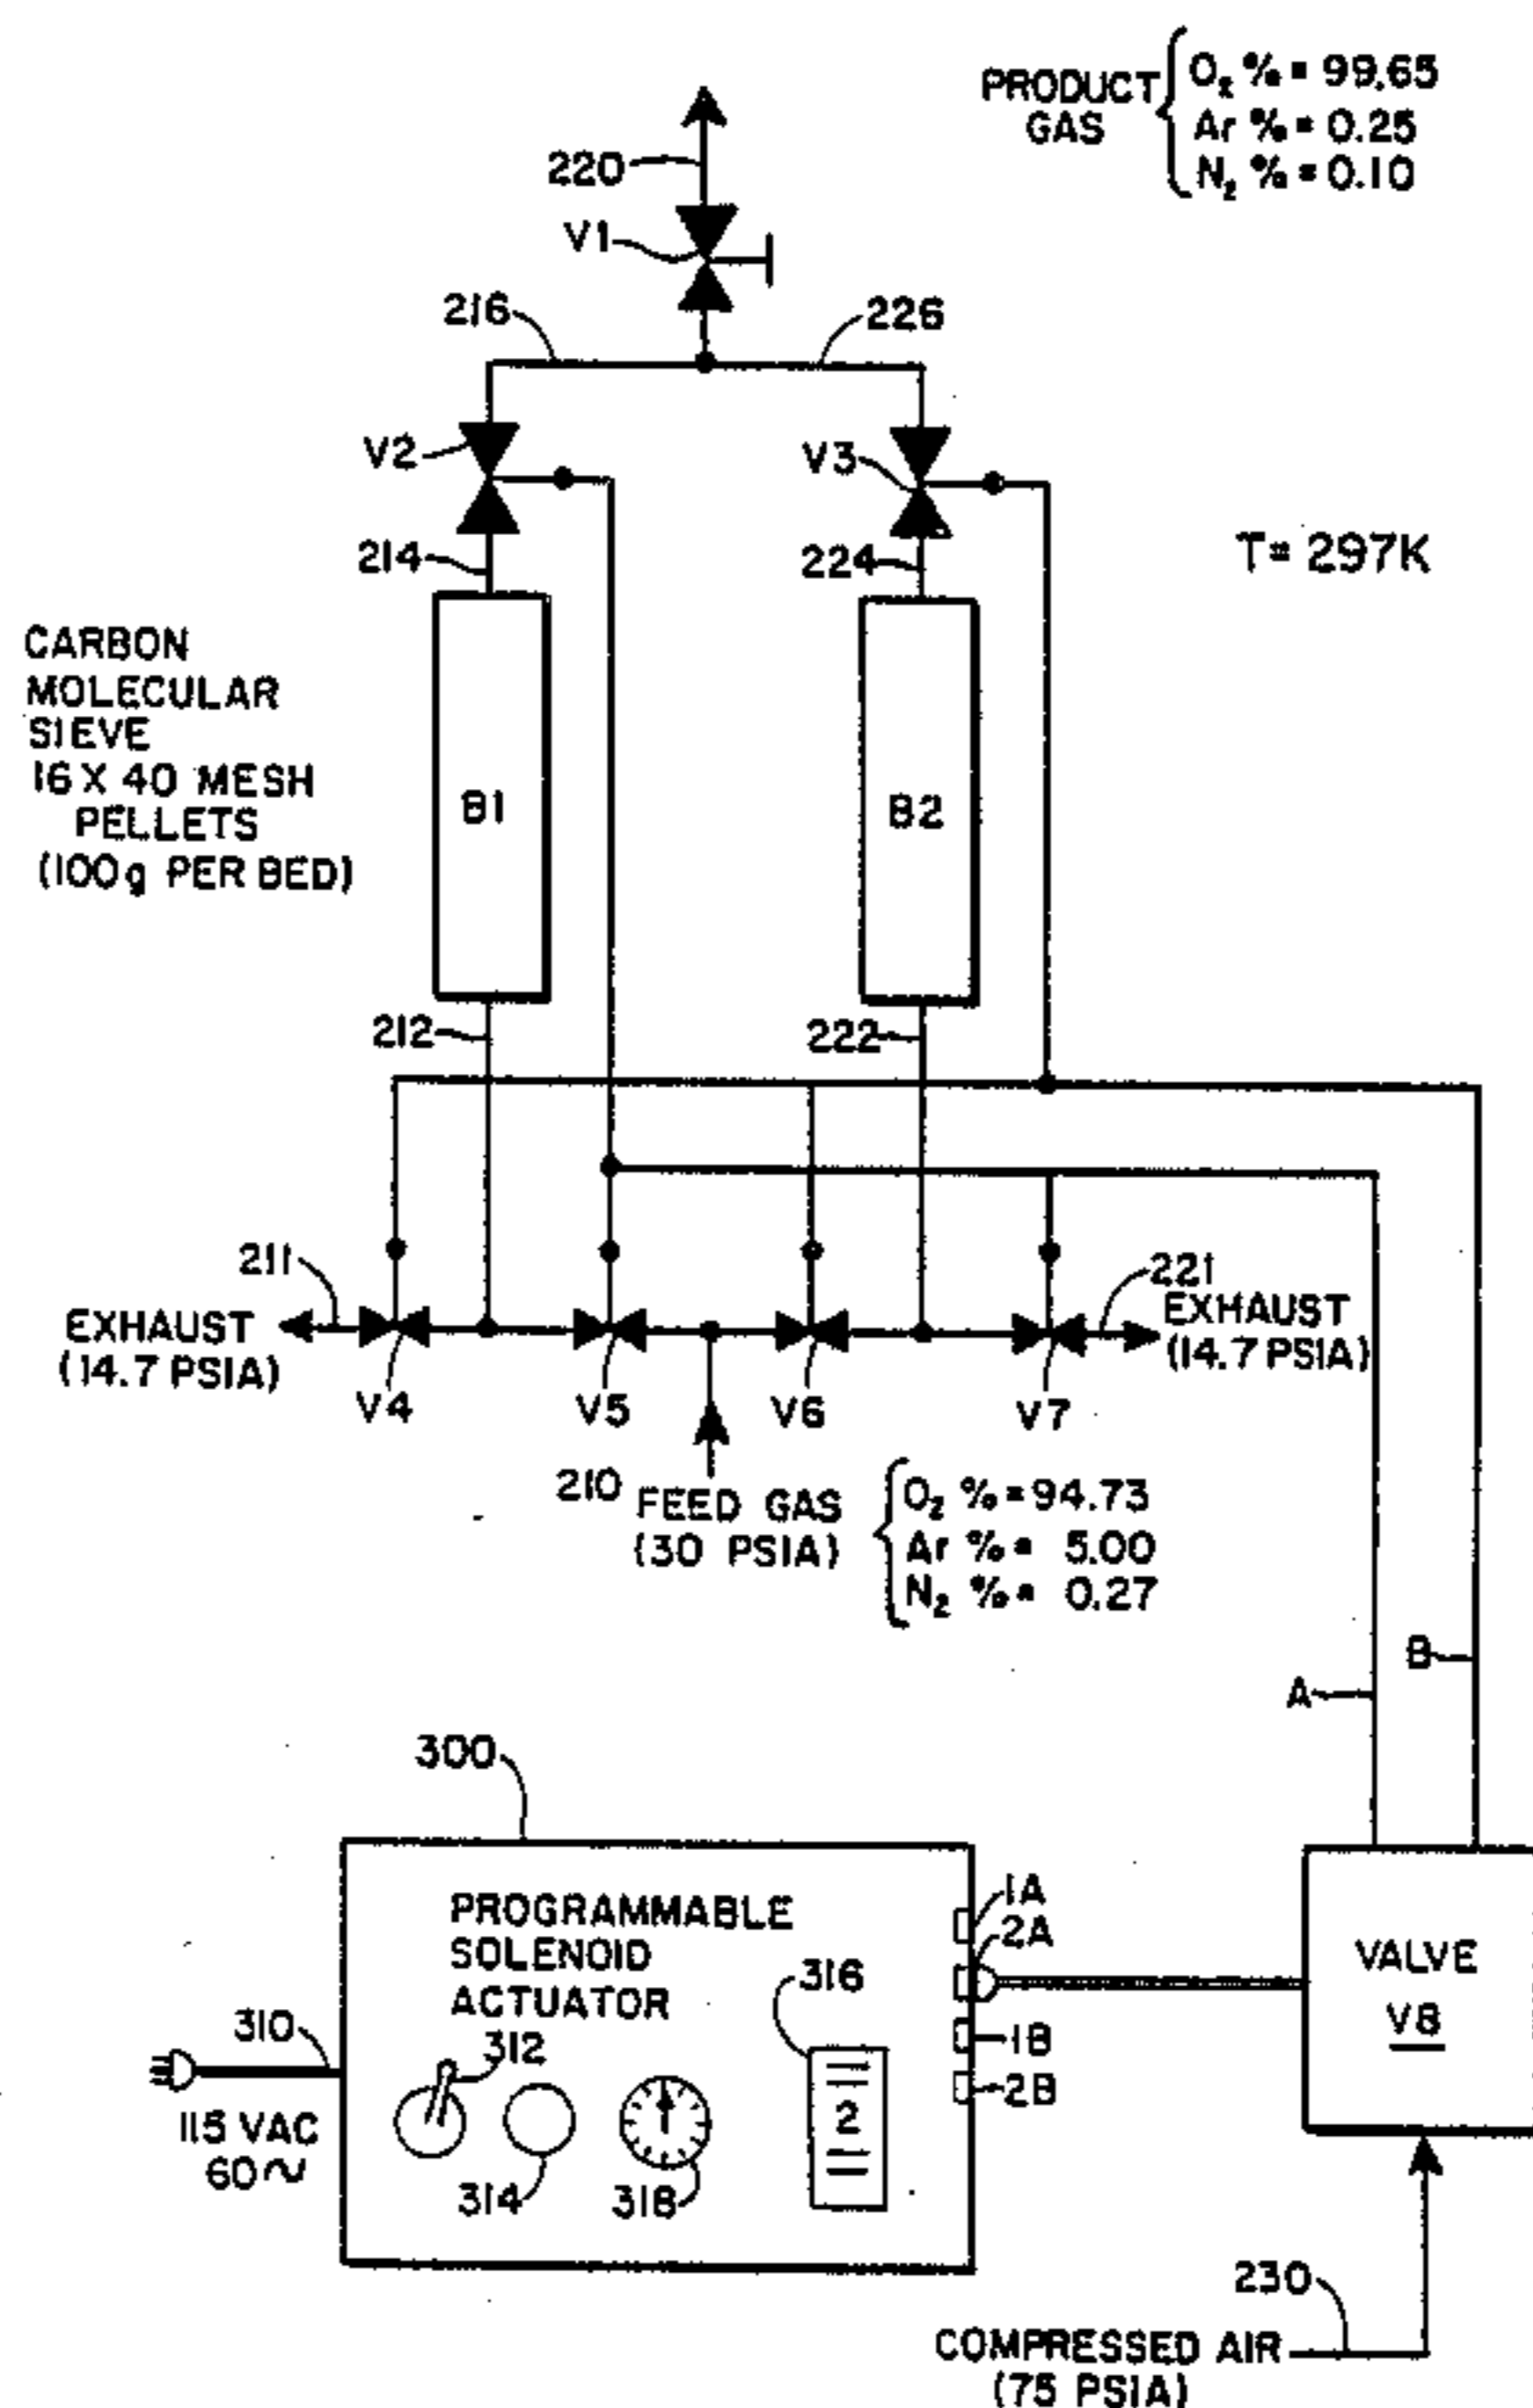 PRODUCT GAS
O₂ % = 99.65
Ar % = 0.25
N₂ % = 0.10
220
V1
216
226
V2
V3
214
224
T= 297K
CARBON
MOLECULAR
SIEVE
16 X 40 MESH
PELLETS
(100g PER BED)
B1
B2
212
222
211
221
EXHAUST
(14.7 PSIA)
EXHAUST
(14.7 PSIA)
V4
V5
V6
V7
210
FEED GAS
(30 PSIA)
O₂ % = 94.73
Ar % = 5.00
N₂ % = 0.27
A
B
300
PROGRAMMABLE
SOLENOID
ACTUATOR
1A
2A
1B
2B
316
310
312
2
115 VAC
60~
314
318
VALVE
V8
230
COMPRESSED AIR
(75 PSIA)